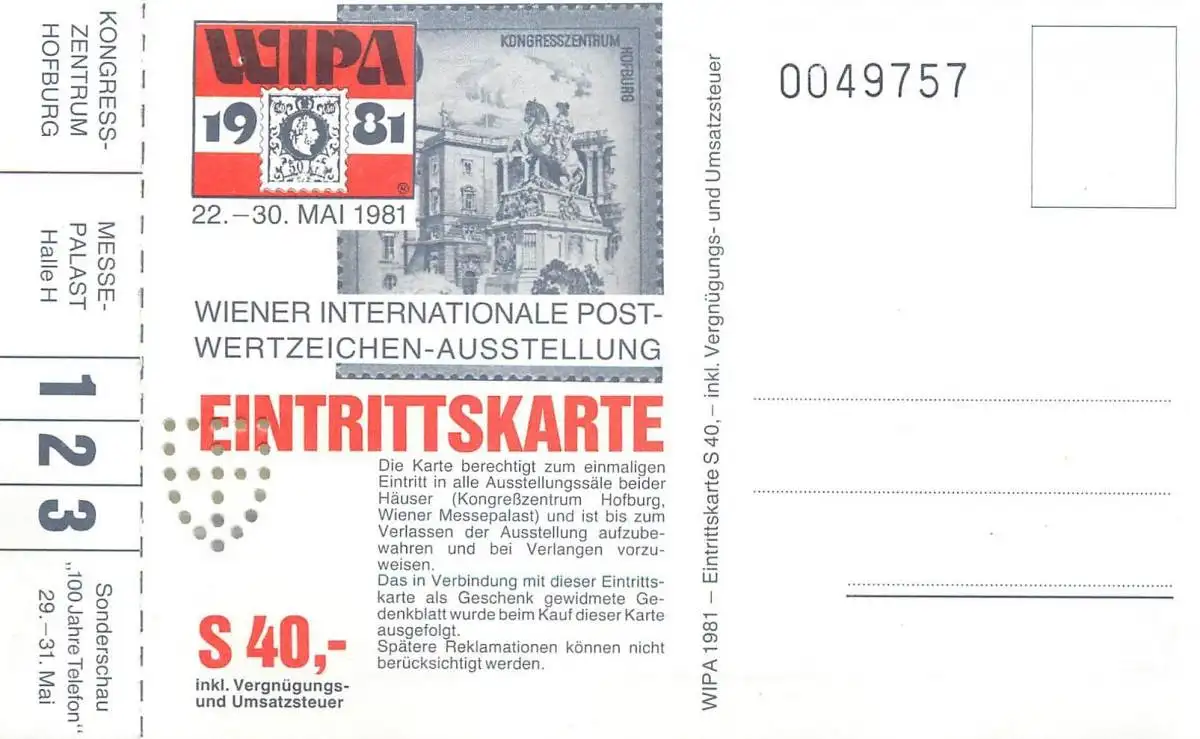 KONGRESS-
ZENTRUM
HOFBURG
MESSE-
PALAST
Halle H
1
2
3
Sonderschau
„100 Jahre Telefon"
29.–31. Mai
WIPA
1981
50
KONGRESSZENTRUM
HOFBURG
22.–30. MAI 1981
WIENER INTERNATIONALE POST-
WERTZEICHEN-AUSSTELLUNG
EINTRITTSKARTE
Die Karte berechtigt zum einmaligen
Eintritt in alle Ausstellungssäle beider
Häuser (Kongreßzentrum Hofburg,
Wiener Messepalast) und ist bis zum
Verlassen der Ausstellung aufzube-
wahren und bei Verlangen vorzu-
weisen.
Das in Verbindung mit dieser Eintritts-
karte als Geschenk gewidmete Ge-
denkblatt wurde beim Kauf dieser Karte
ausgefolgt.
Spätere Reklamationen können nicht
berücksichtigt werden.
S 40,-
inkl. Vergnügungs-
und Umsatzsteuer
WIPA 1981 – Eintrittskarte S 40,– inkl. Vergnügungs- und Umsatzsteuer
0049757